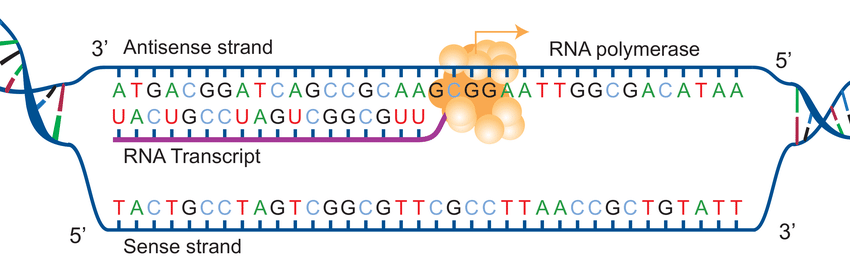 3’ Antisense strand RNA polymerase 5’
ATGACGGATCAGCCGCAAGCGGAATTGGCGACATAA
UACUGCCUAGUCGGCGUU
RNA Transcript
TACTGCCTAGTCGGCGTTCGCCTTAACCGCTGTATT
5’ Sense strand 3’